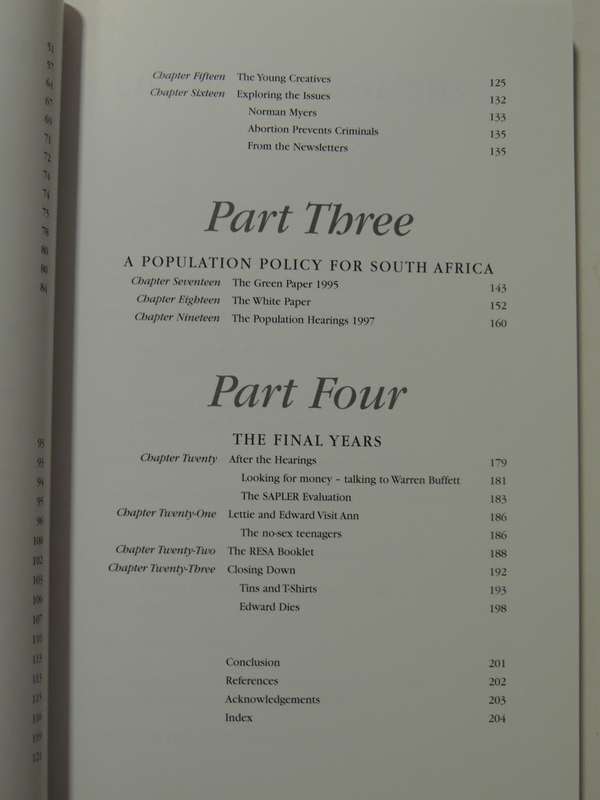 Chapter Fifteen The Young Creatives 125
Chapter Sixteen Exploring the Issues 132
Norman Myers 133
Abortion Prevents Criminals 135
From the Newsletters 135
Part Three
A POPULATION POLICY FOR SOUTH AFRICA
Chapter Seventeen The Green Paper 1995 143
Chapter Eighteen The White Paper 152
Chapter Nineteen The Population Hearings 1997 160
Part Four
THE FINAL YEARS
Chapter Twenty After the Hearings 179
Looking for money – talking to Warren Buffett 181
The SAPLER Evaluation 183
Chapter Twenty-One Lettie and Edward Visit Ann 186
The no-sex teenagers 186
Chapter Twenty-Two The RESA Booklet 188
Chapter Twenty-Three Closing Down 192
Tins and T-Shirts 193
Edward Dies 198
Conclusion 201
References 202
Acknowledgements 203
Index 204